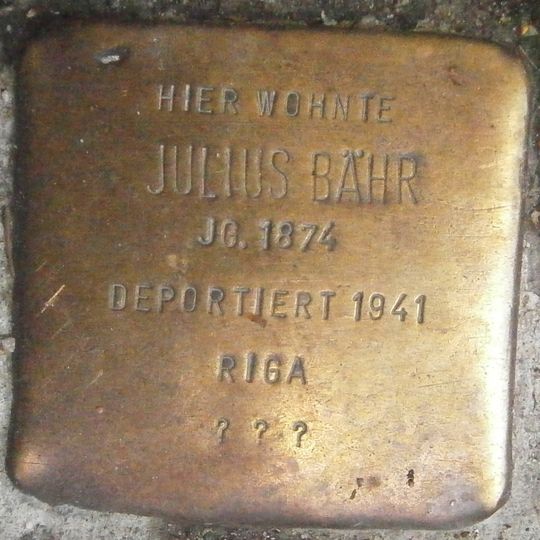 HIER WOHNTE
JULIUS BÄHR
JG. 1874
DEPORTIERT 1941
RIGA
? ? ?